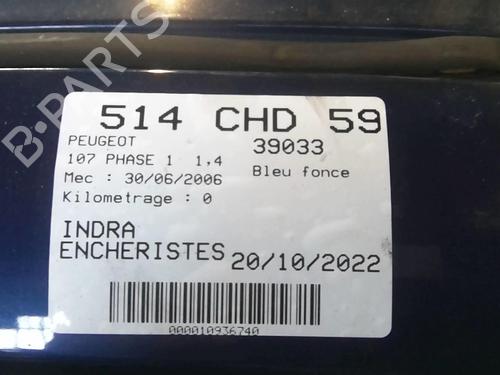 514 CHD 59
PEUGEOT 39033
107 PHASE 1 1,4
Bleu fonce
Mec : 30/06/2006
Kilometrage : 0
INDRA
ENCHERISTES 20/10/2022
000010936740
B-PARTS